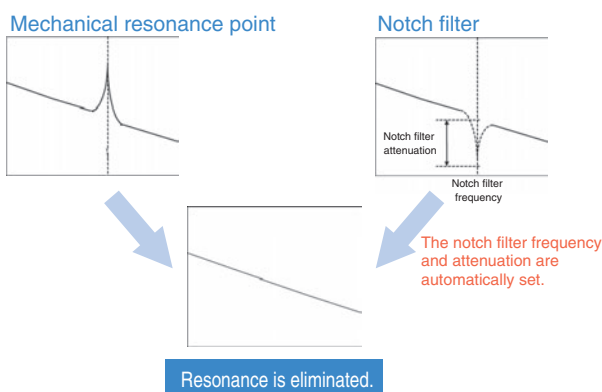 Mechanical resonance point
Notch filter
Notch filter
attenuation
Notch filter
frequency
The notch filter frequency
and attenuation are
automatically set.
Resonance is eliminated.